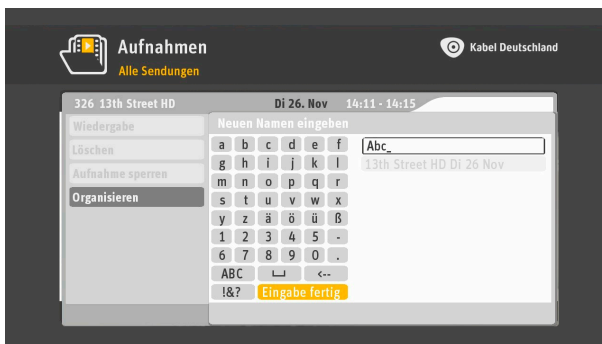 Aufnahmen
Alle Sendungen
Kabel Deutschland
326 13th Street HD Di 26. Nov 14:11 - 14:15
Wiedergabe
Löschen
Aufnahme sperren
Organisieren
Neuen Namen eingeben
a b c d e f
g h i j k l
m n o p q r
s t u v w x
y z ä ö ü ß
1 2 3 4 5 -
6 7 8 9 0 .
ABC ⌴ <--
!&? Eingabe fertig
Abc_
13th Street HD Di 26 Nov